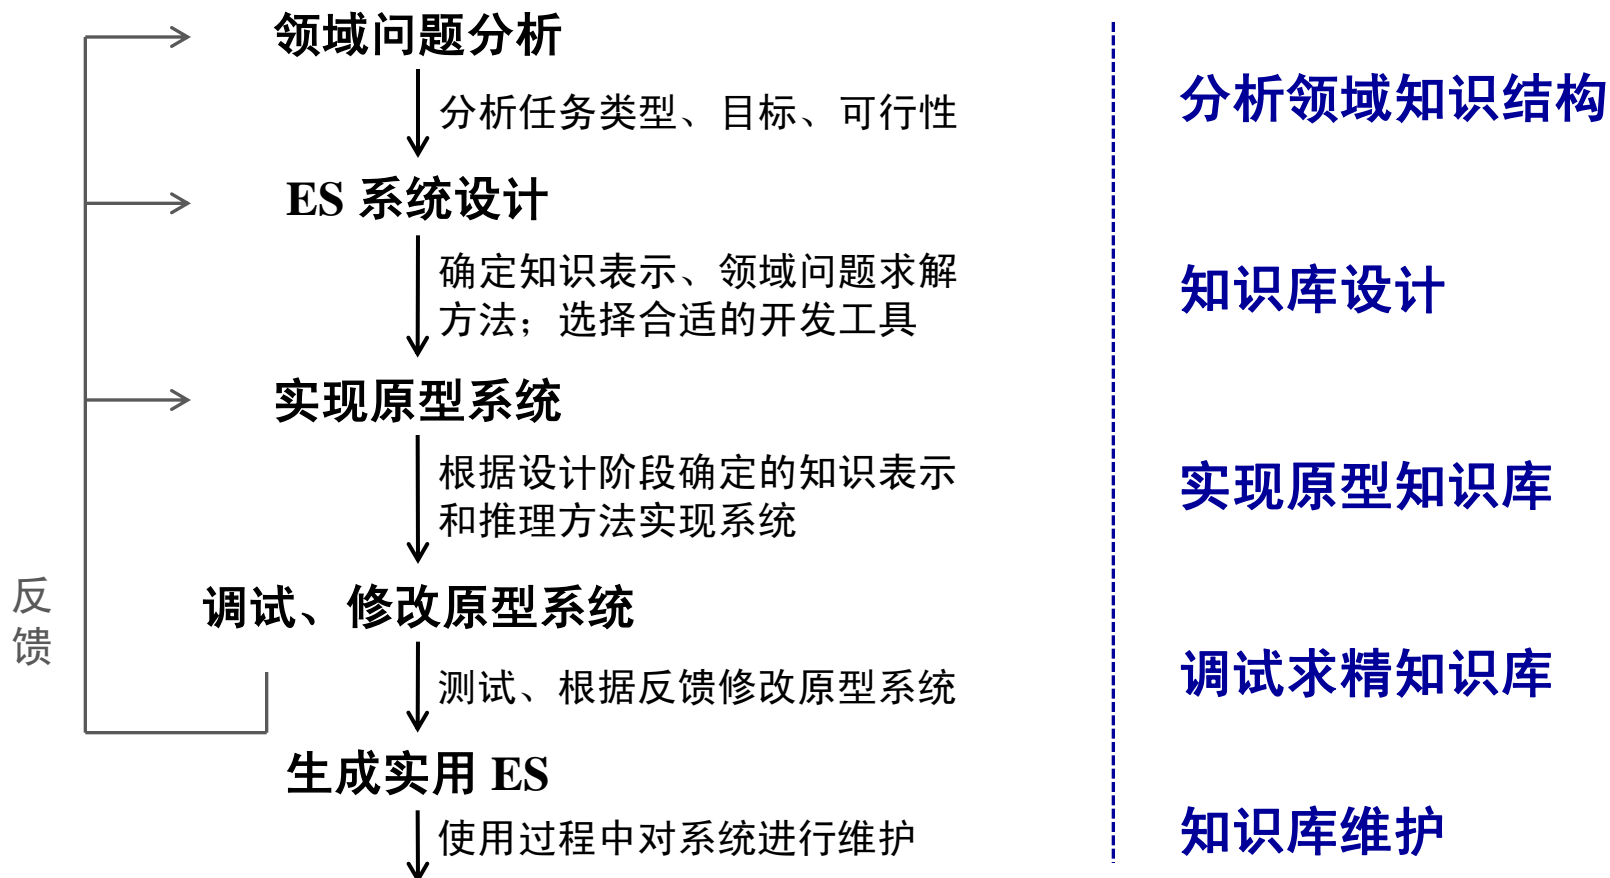 领域问题分析
分析任务类型、目标、可行性
ES 系统设计
确定知识表示、领域问题求解
方法；选择合适的开发工具
实现原型系统
根据设计阶段确定的知识表示
和推理方法实现系统
调试、修改原型系统
测试、根据反馈修改原型系统
生成实用 ES
使用过程中对系统进行维护
反
馈
分析领域知识结构
知识库设计
实现原型知识库
调试求精知识库
知识库维护